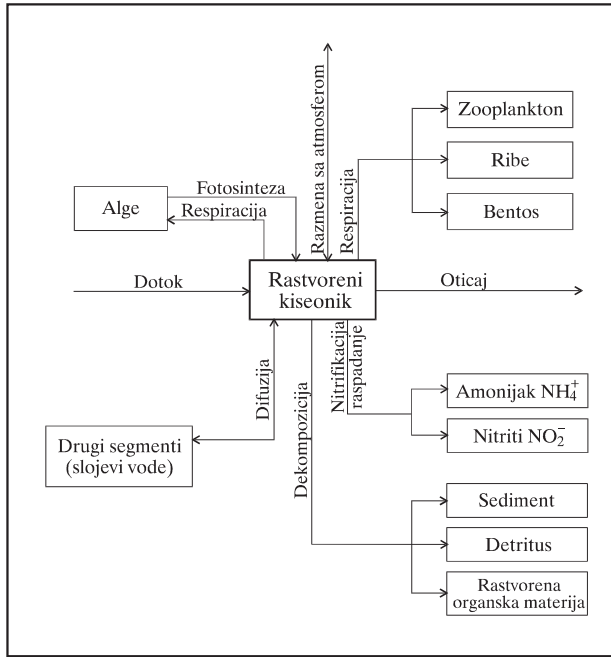 Razmena sa atmosferom
Respiracija
Zooplankton
Ribe
Bentos
Alge
Fotosinteza
Respiracija
Dotok
Rastvoreni
kiseonik
Oticaj
Difuzija
Dekompozicija
Nitrifikacija
raspadanje
Amonijak NH₄⁺
Nitriti NO₂⁻
Drugi segmenti
(slojevi vode)
Sediment
Detritus
Rastvorena
organska materija